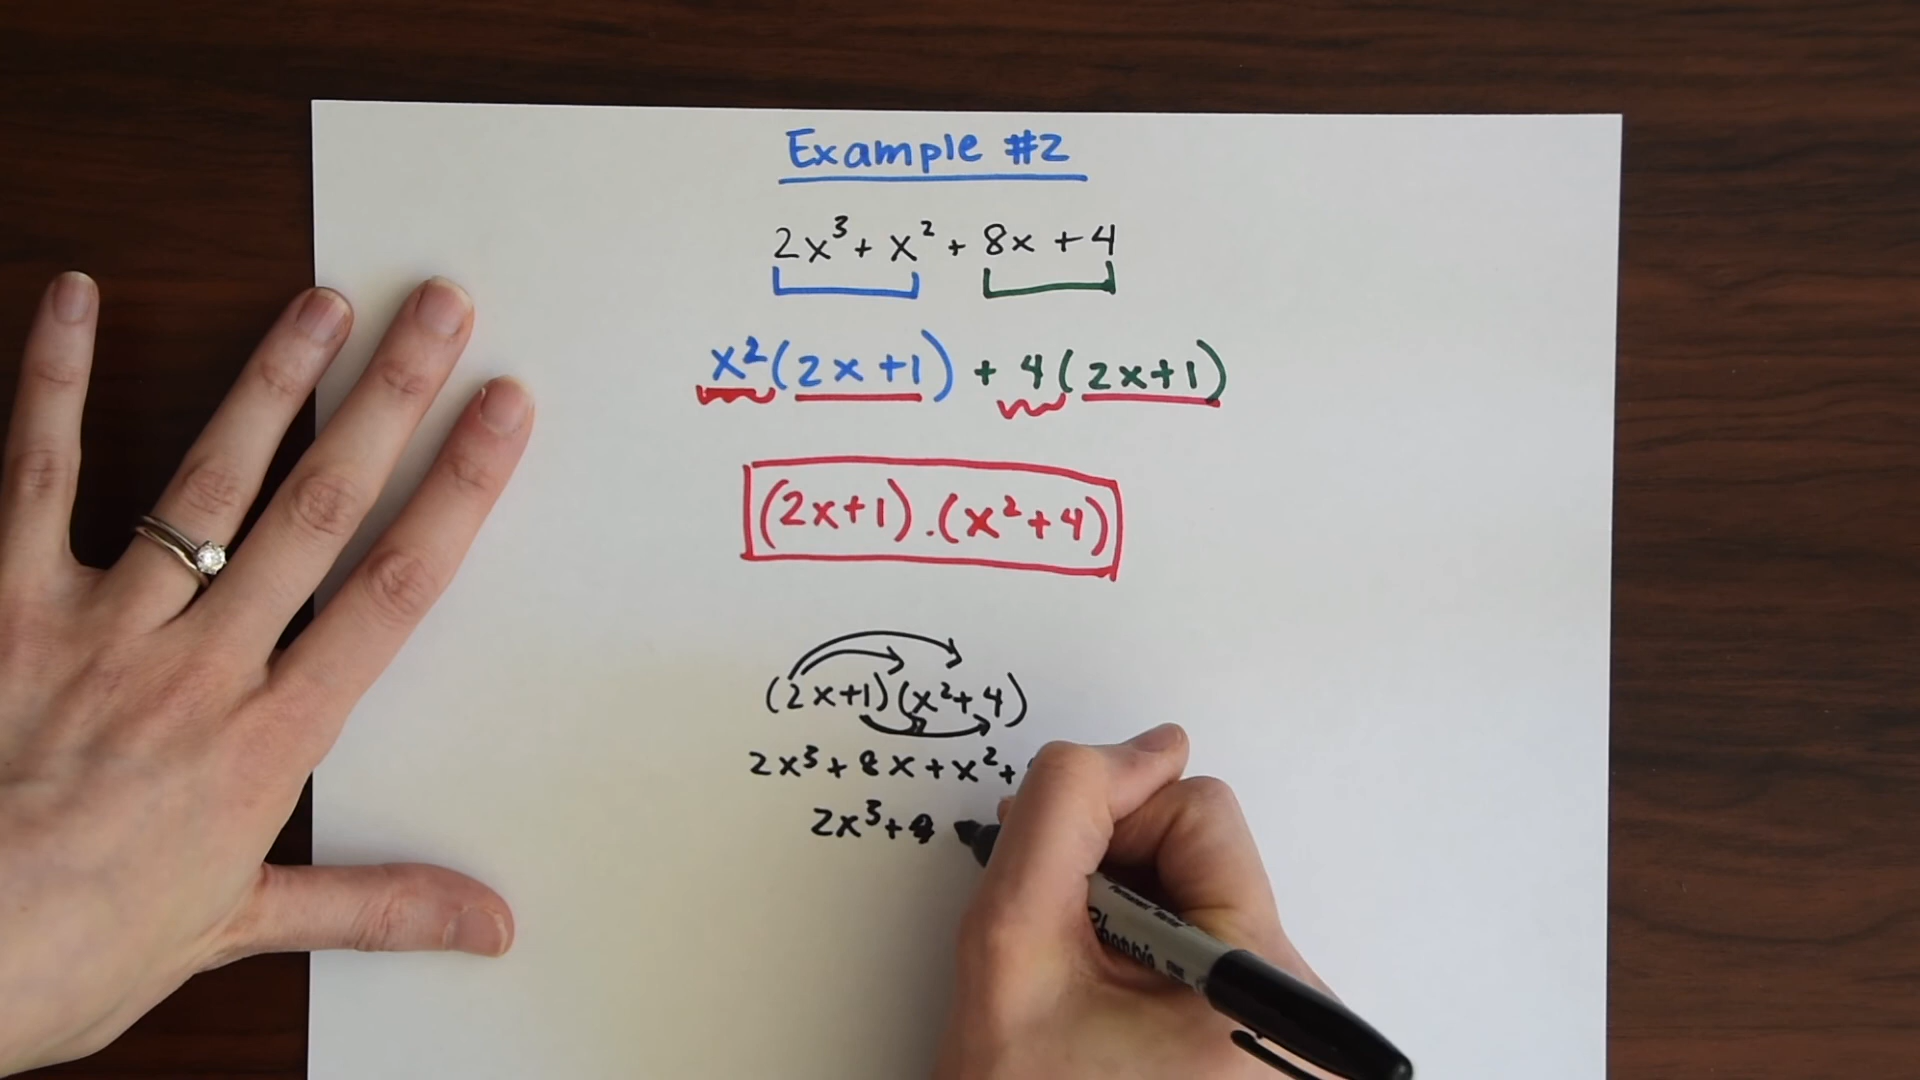 Example #2
2x³ + x² + 8x + 4
x²(2x + 1) + 4(2x+1)
(2x+1).(x²+4)
(2x+1)(x²+4)
2x³ + 8x + x² +
2x³ +
Sharpie